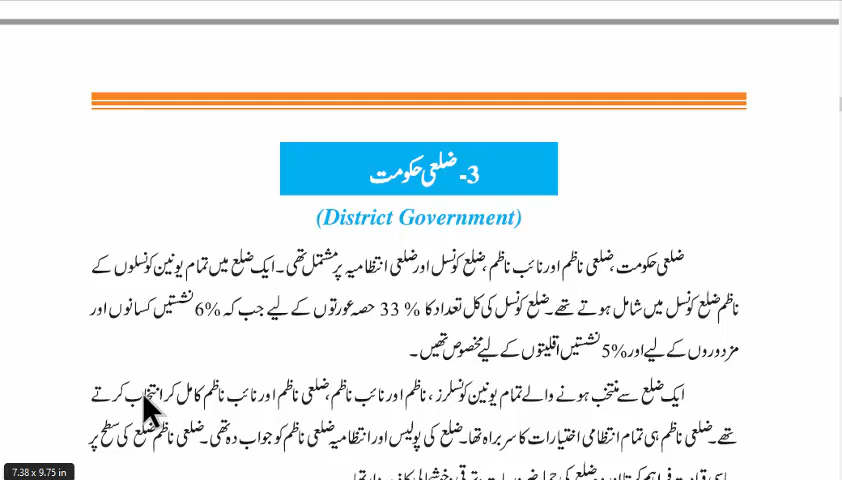 3- ضلعی حکومت
(District Government)
ضلعی حکومت، ضلعی ناظم اور نائب ناظم، ضلع کونسل اور ضلعی انتظامیہ پر مشتمل تھی۔ ایک ضلع میں تمام یونین کونسلوں کے
ناظم ضلع کونسل میں شامل ہوتے تھے۔ ضلع کونسل کی کل تعداد کا % 33 حصہ عورتوں کے لیے جب کہ 6% نشستیں کسانوں اور
مزدوروں کے لیے اور 5% نشستیں اقلیتوں کے لیے مخصوص تھیں۔
ایک ضلع سے منتخب ہونے والے تمام یونین کونسلرز، ناظم اور نائب ناظم، ضلعی ناظم اور نائب ناظم کا مل کر انتخاب کرتے
تھے۔ ضلعی ناظم ہی تمام انتظامی اختیارات کا سربراہ تھا۔ ضلع کی پولیس اور انتظامیہ ضلعی ناظم کو جواب دہ تھی۔ ضلعی ناظم ضلع کی سطح پر
7.38 x 9.75 in